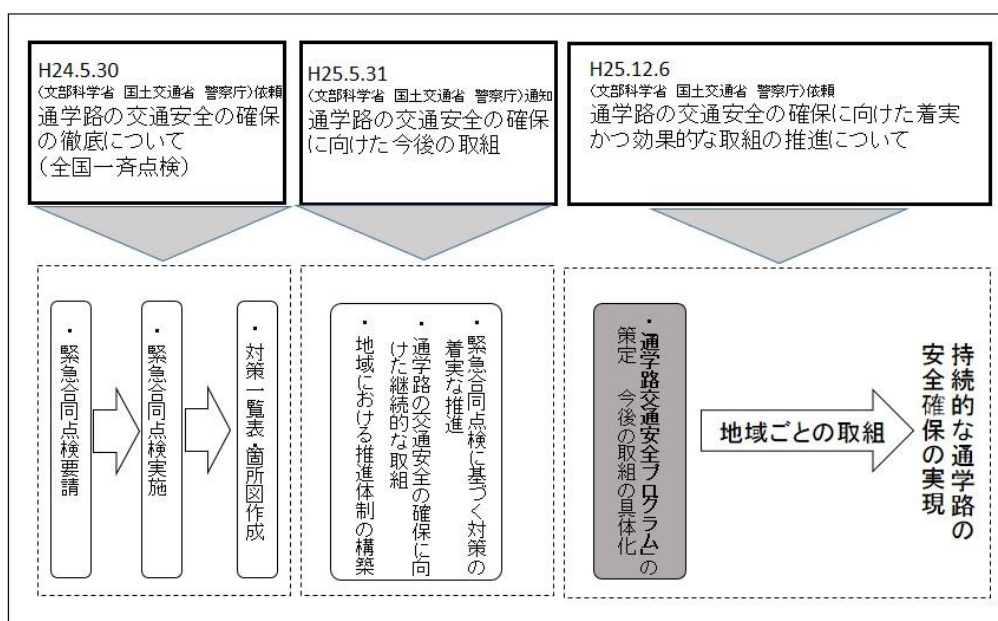 H24.5.30
(文部科学省 国土交通省 警察庁)依頼
通学路の交通安全の確保
の徹底について
(全国一斉点検)
H25.5.31
(文部科学省 国土交通省 警察庁)通知
通学路の交通安全の確保
に向けた今後の取組
H25.12.6
(文部科学省 国土交通省 警察庁)依頼
通学路の交通安全の確保に向けた着実
かつ効果的な取組の推進について
・緊急合同点検要請
・緊急合同点検実施
・対策一覧表・箇所図作成
・緊急合同点検に基づく対策の
着実な推進
・通学路の交通安全の確保に向
けた継続的な取組
・地域における推進体制の構築
・「通学路交通安全プログラム」の
策定 今後の取組の具体化
地域ごとの取組
持続的な通学路の
安全確保の実現